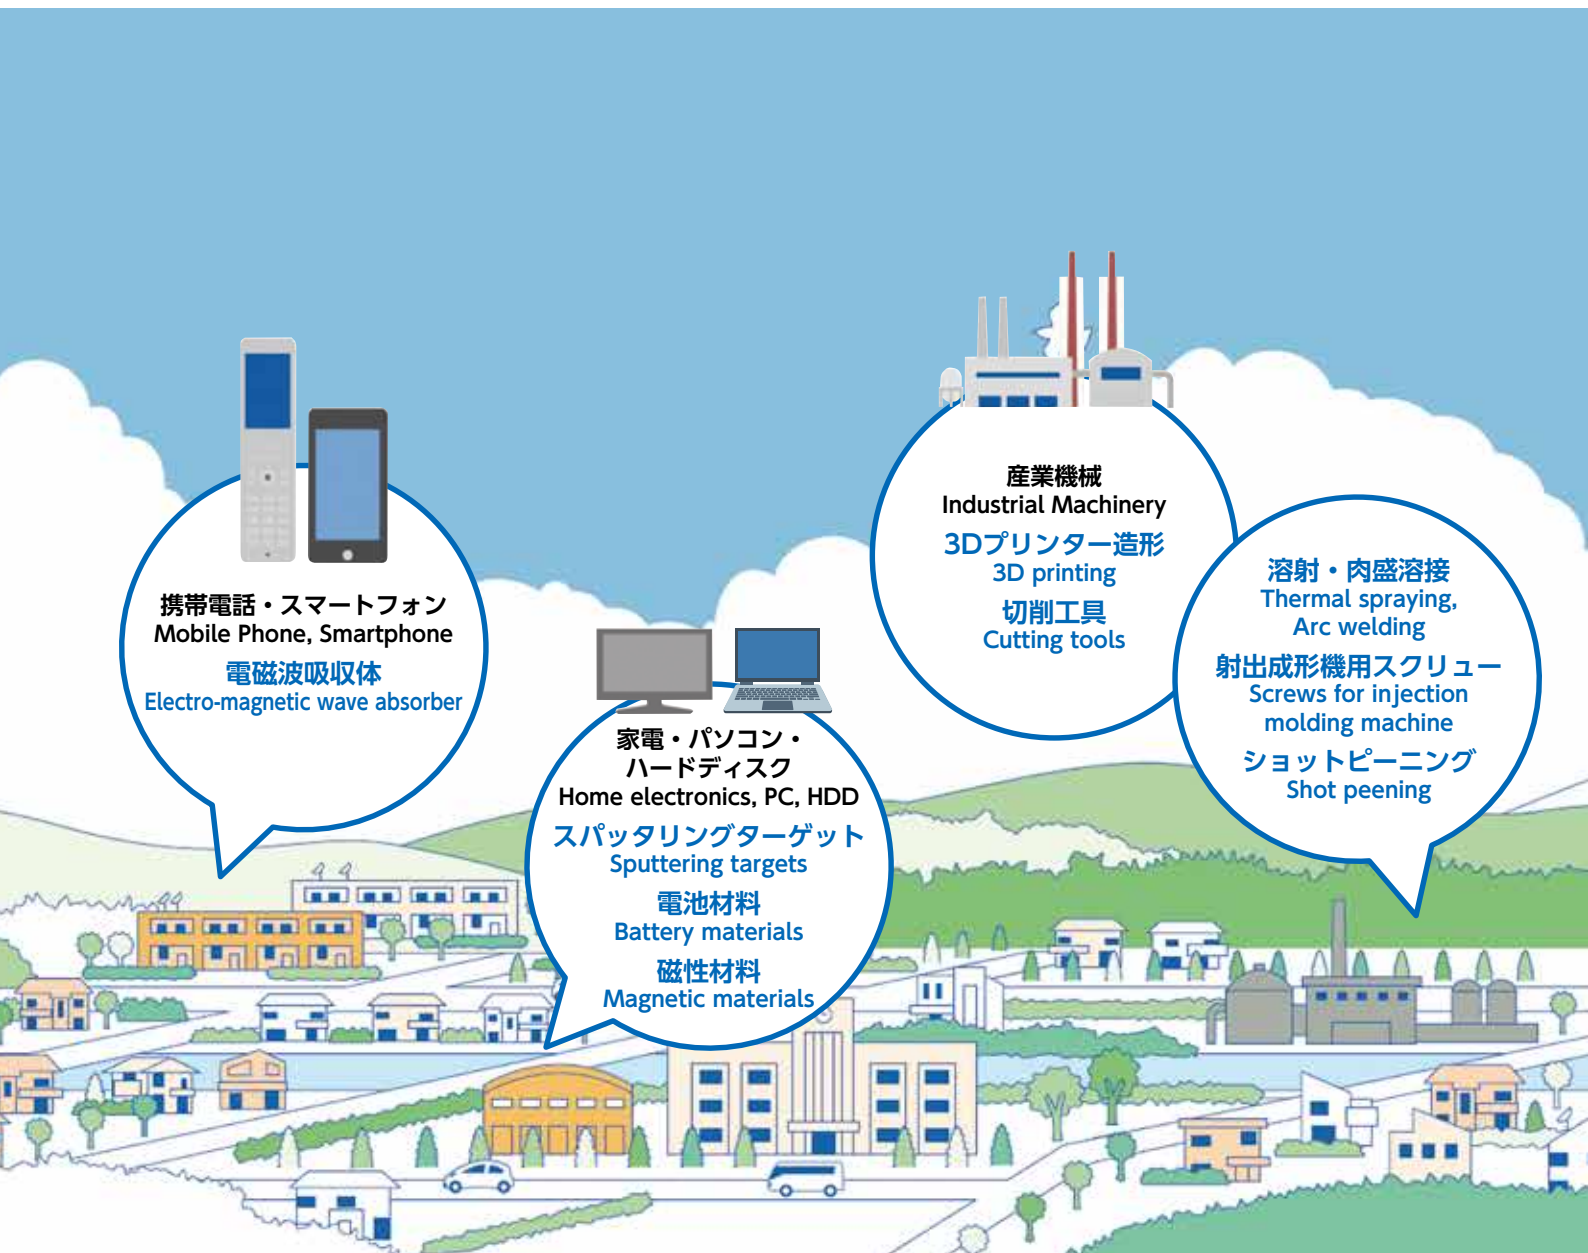 携帯電話・スマートフォン
Mobile Phone, Smartphone
電磁波吸収体
Electro-magnetic wave absorber
家電・パソコン・
ハードディスク
Home electronics, PC, HDD
スパッタリングターゲット
Sputtering targets
電池材料
Battery materials
磁性材料
Magnetic materials
産業機械
Industrial Machinery
3Dプリンター造形
3D printing
切削工具
Cutting tools
溶射・肉盛溶接
Thermal spraying,
Arc welding
射出成形機用スクリュー
Screws for injection
molding machine
ショットピーニング
Shot peening